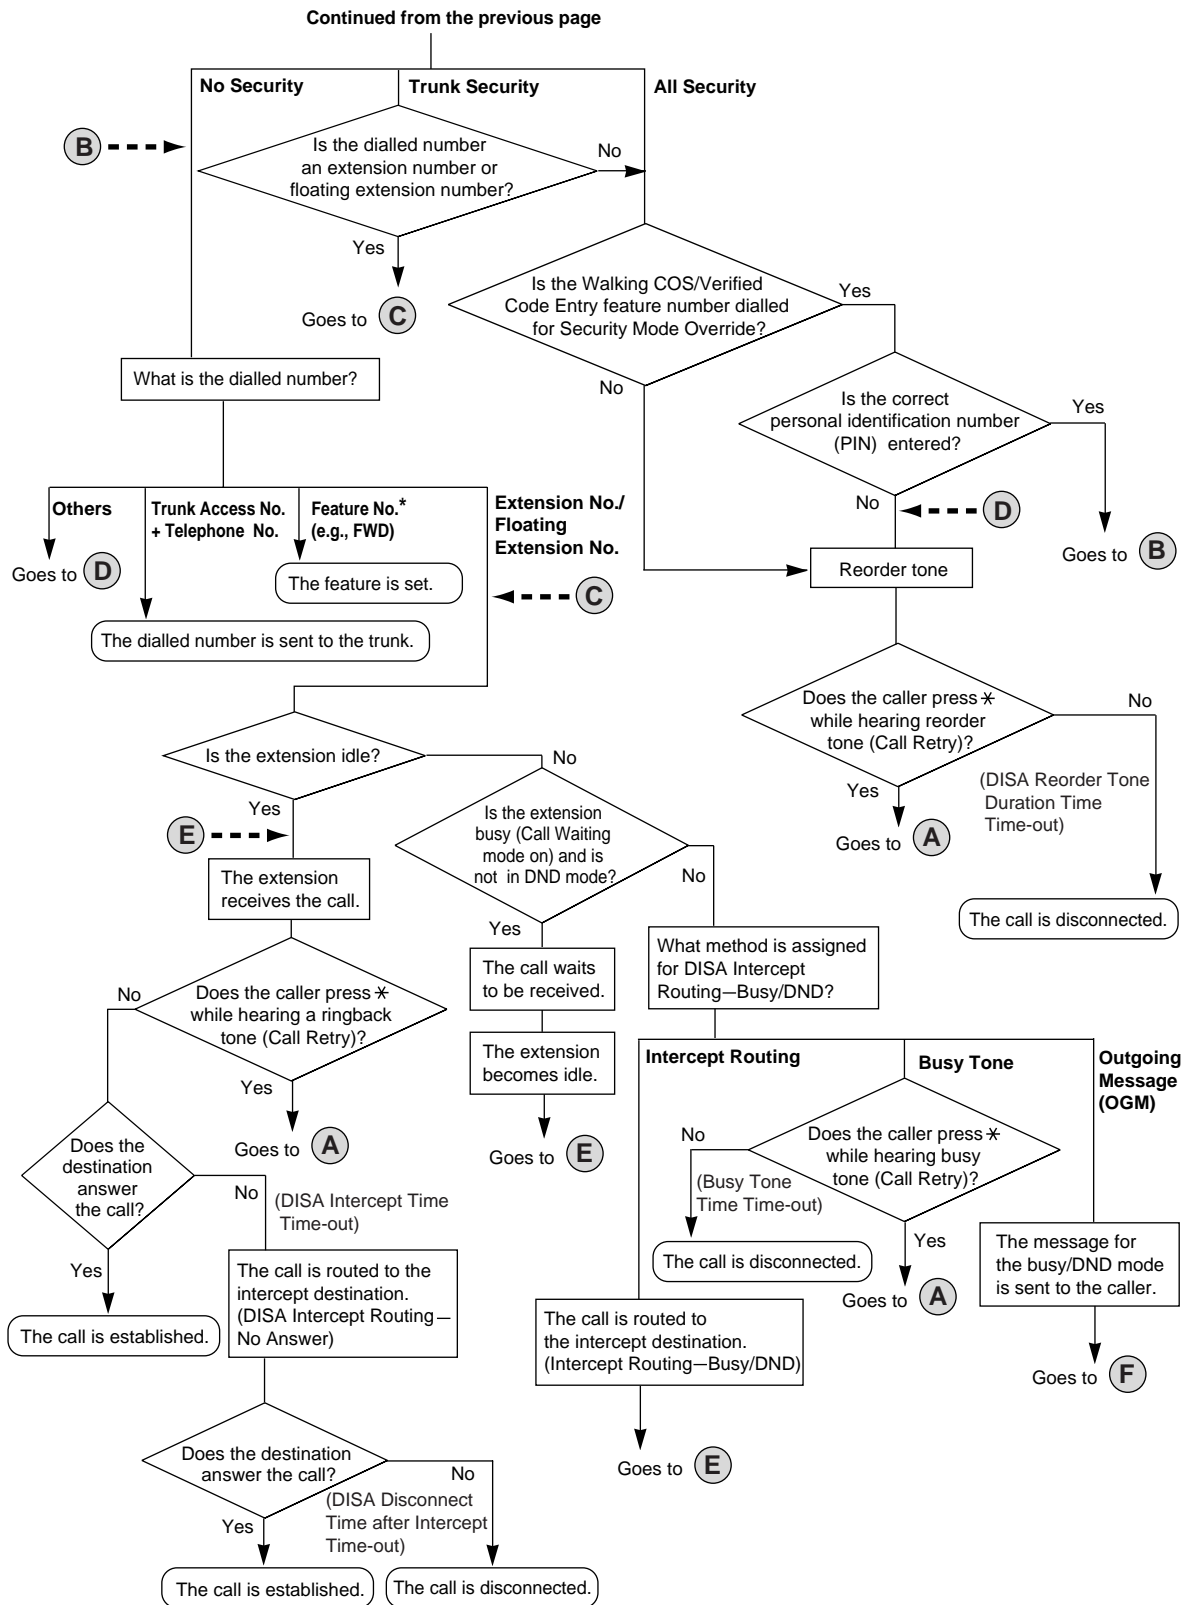 Continued from the previous page
No Security
Trunk Security
All Security
B
Is the dialled number
an extension number or
floating extension number?
No
Yes
Goes to C
Is the Walking COS/Verified
Code Entry feature number dialled
for Security Mode Override?
Yes
No
What is the dialled number?
Is the correct
personal identification number
(PIN) entered?
Yes
No
D
Goes to B
Others
Trunk Access No.
+ Telephone No.
Feature No.*
(e.g., FWD)
Extension No./
Floating
Extension No.
Goes to D
The feature is set.
C
Reorder tone
The dialled number is sent to the trunk.
Does the caller press *
while hearing reorder
tone (Call Retry)?
No
(DISA Reorder Tone
Duration Time
Time-out)
Yes
Goes to A
The call is disconnected.
Is the extension idle?
No
Yes
E
Is the extension
busy (Call Waiting
mode on) and is
not in DND mode?
No
Yes
The extension
receives the call.
What method is assigned
for DISA Intercept
Routing—Busy/DND?
The call waits
to be received.
The extension
becomes idle.
Goes to E
No
Does the caller press *
while hearing a ringback
tone (Call Retry)?
Yes
Goes to A
Intercept Routing
Busy Tone
Outgoing
Message
(OGM)
Does the destination
answer
the call?
No
(DISA Intercept Time
Time-out)
Yes
The call is established.
The call is routed to the
intercept destination.
(DISA Intercept Routing—
No Answer)
No
Does the caller press *
while hearing busy
tone (Call Retry)?
(Busy Tone
Time Time-out)
The call is disconnected.
Yes
Goes to A
The message for
the busy/DND mode
is sent to the caller.
Goes to F
The call is routed to
the intercept destination.
(Intercept Routing—Busy/DND)
Goes to E
Does the destination
answer the call?
No
(DISA Disconnect
Time after Intercept
Time-out)
Yes
The call is established.
The call is disconnected.